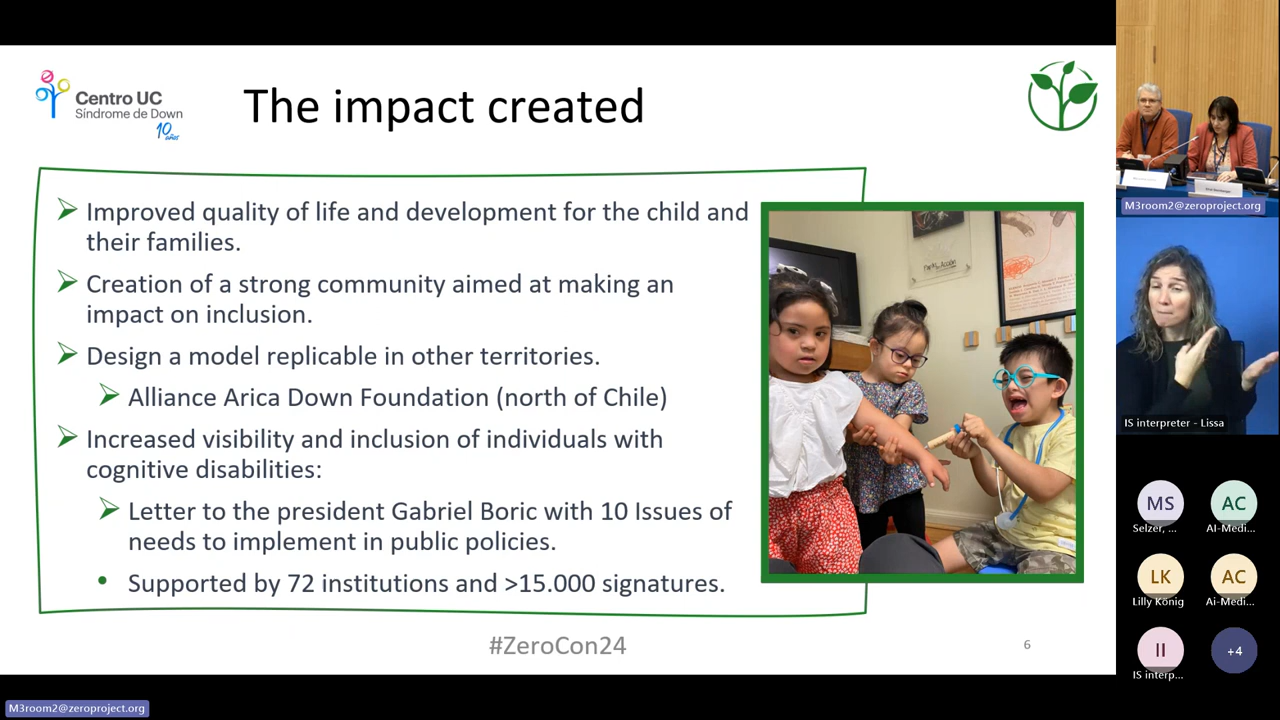 Centro UC
Síndrome de Down
10
años
The impact created
Improved quality of life and development for the child and
their families.
Creation of a strong community aimed at making an
impact on inclusion.
Design a model replicable in other territories.
Alliance Arica Down Foundation (north of Chile)
Increased visibility and inclusion of individuals with
cognitive disabilities:
Letter to the president Gabriel Boric with 10 Issues of
needs to implement in public policies.
Supported by 72 institutions and >15.000 signatures.
#ZeroCon24
6
M3room2@zeroproject.org
IS interpreter - Lissa
MS
Selzer, ...
AC
AI-Medi...
LK
Lilly König
AC
Ai-Medi...
II
IS interp...
+4
M3room2@zeroproject.org